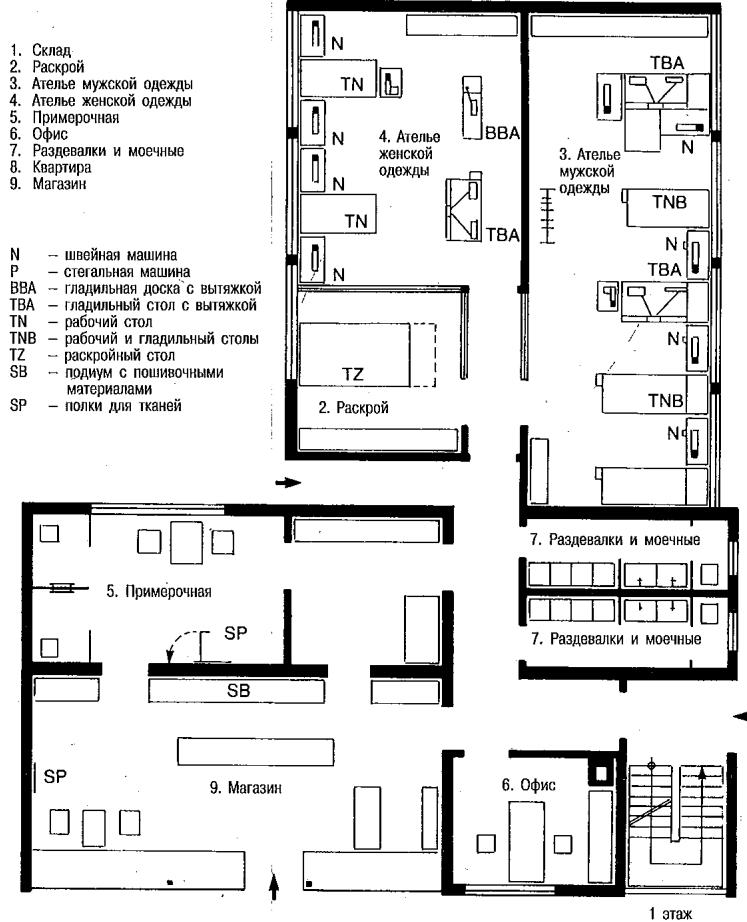 1. Склад
2. Раскрой
3. Ателье мужской одежды
4. Ателье женской одежды
5. Примерочная
6. Офис
7. Раздевалки и моечные
8. Квартира
9. Магазин
N – швейная машина
P – стегальная машина
BBA – гладильная доска с вытяжкой
TBA – гладильный стол с вытяжкой
TN – рабочий стол
TNB – рабочий и гладильный столы
TZ – раскройный стол
SB – подиум с пошивочными
материалами
SP – полки для тканей
N
TN
N
N
TN
N
BBA
4. Ателье
женской
одежды
TBA
TBA
N
3. Ателье
мужской
одежды
TNB
N
TBA
N
TNB
N
TZ
2. Раскрой
5. Примерочная
SP
7. Раздевалки и моечные
7. Раздевалки и моечные
SB
SP
9. Магазин
6. Офис
1 этаж